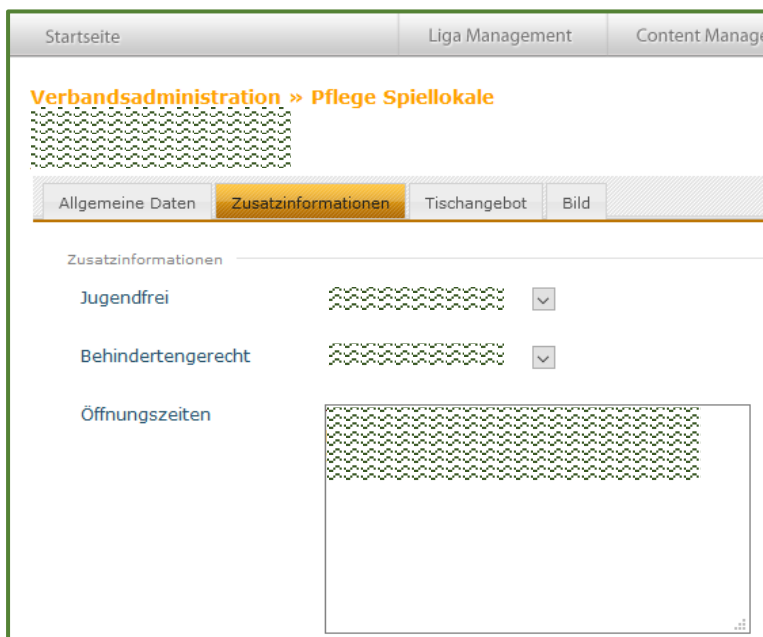 Startseite Liga Management Content Manage
Verbandsadministration » Pflege Spiellokale
Allgemeine Daten Zusatzinformationen Tischangebot Bild
Zusatzinformationen
Jugendfrei
Behindertengerecht
Öffnungszeiten